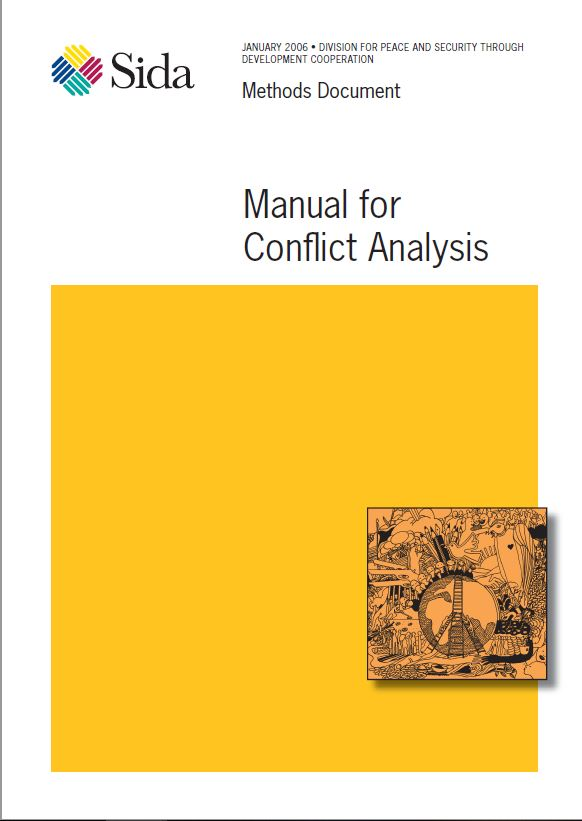 Sida
JANUARY 2006 • DIVISION FOR PEACE AND SECURITY THROUGH
DEVELOPMENT COOPERATION
Methods Document
Manual for
Conflict Analysis